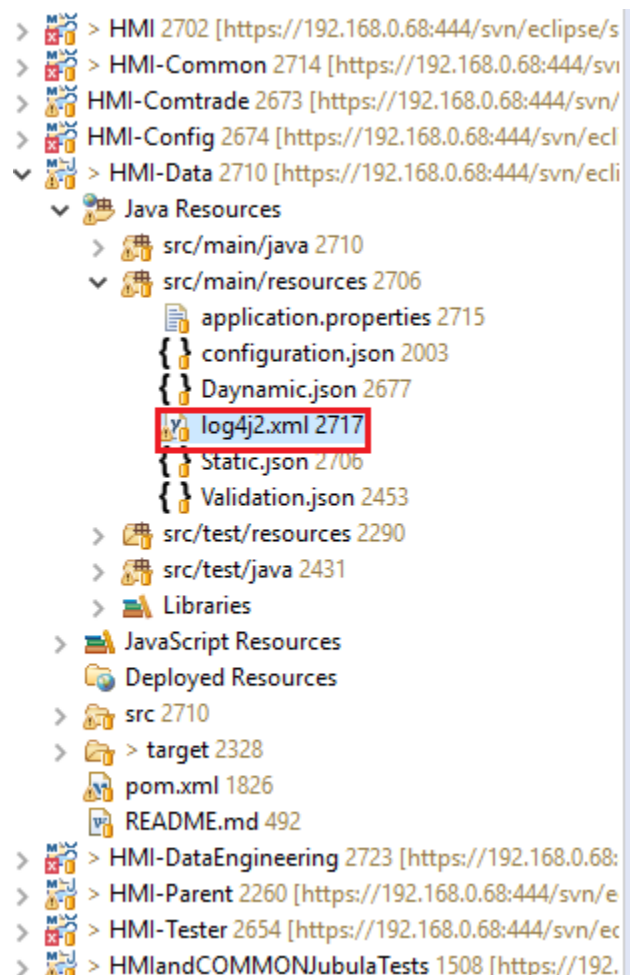 > HMI 2702 [https://192.168.0.68:444/svn/eclipse/s
> HMI-Common 2714 [https://192.168.0.68:444/svn
HMI-Comtrade 2673 [https://192.168.0.68:444/svn/
HMI-Config 2674 [https://192.168.0.68:444/svn/ecl
> HMI-Data 2710 [https://192.168.0.68:444/svn/ecli
Java Resources
src/main/java 2710
src/main/resources 2706
application.properties 2715
configuration.json 2003
Daynamic.json 2677
log4j2.xml 2717
Static.json 2706
Validation.json 2453
src/test/resources 2290
src/test/java 2431
Libraries
JavaScript Resources
Deployed Resources
src 2710
> target 2328
pom.xml 1826
README.md 492
> HMI-DataEngineering 2723 [https://192.168.0.68:
> HMI-Parent 2260 [https://192.168.0.68:444/svn/e
> HMI-Tester 2654 [https://192.168.0.68:444/svn/ec
> HMIandCOMMONJubulaTests 1508 [https://192.